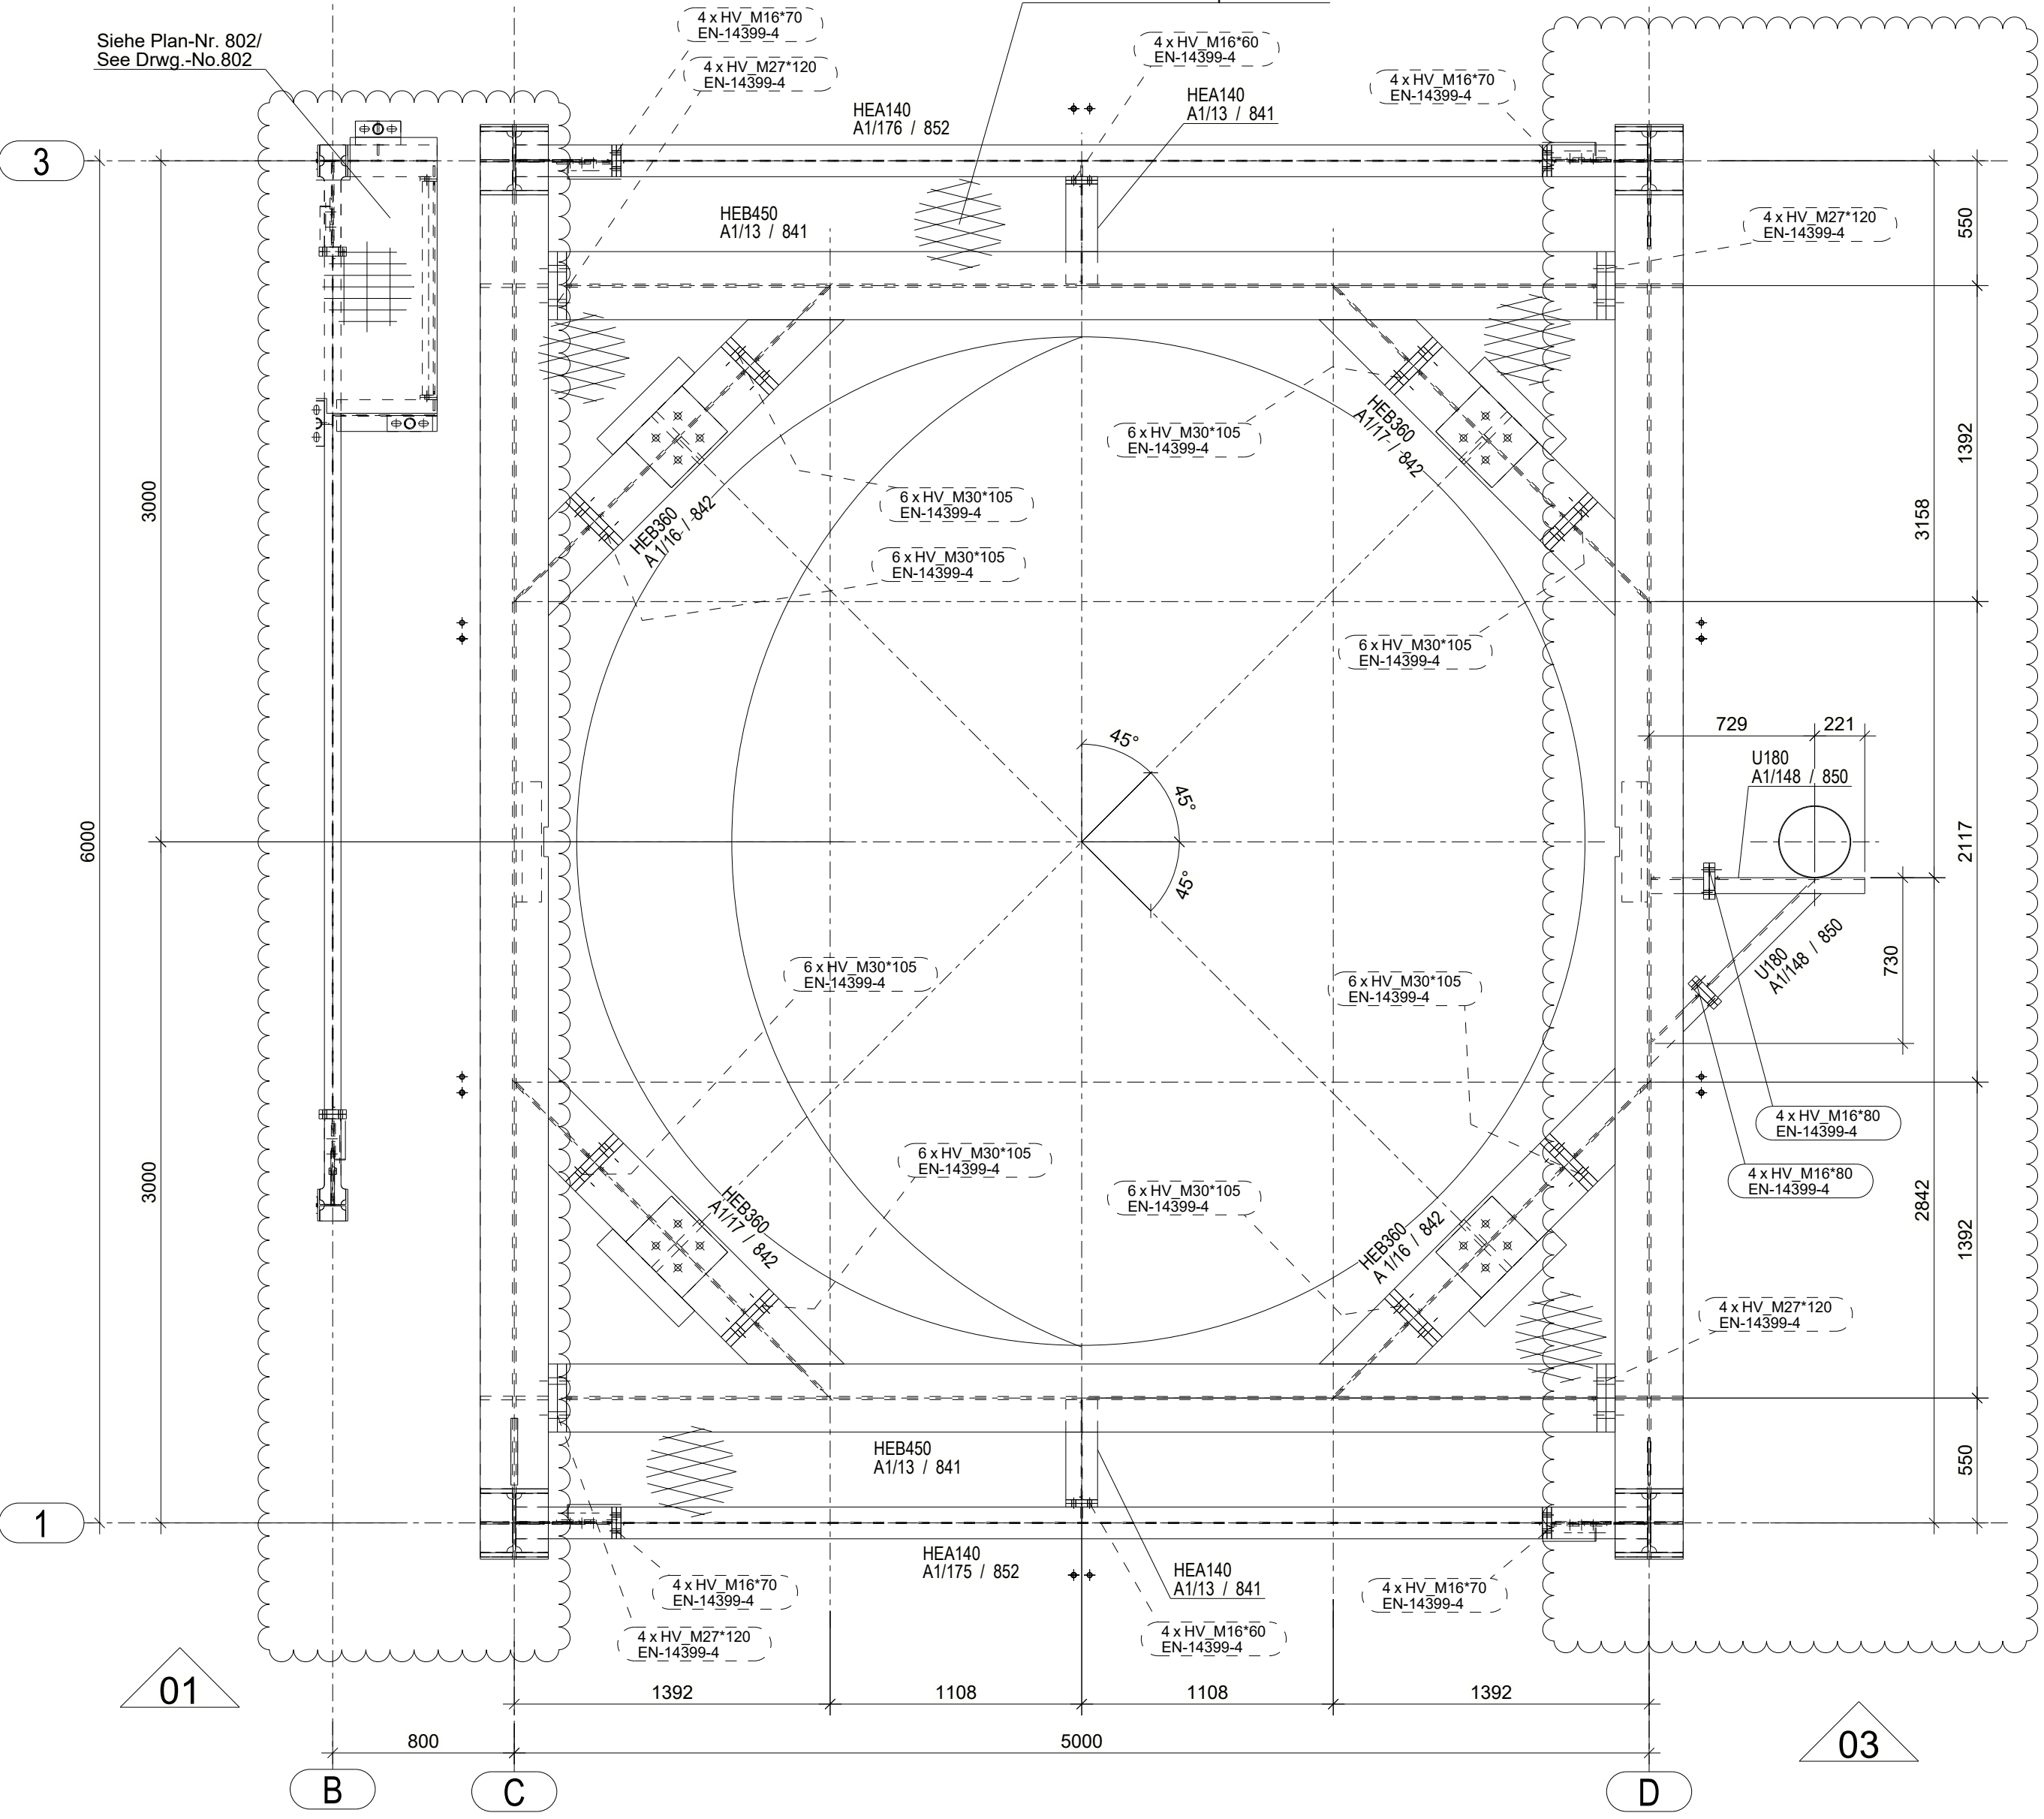 4 x HV_M16*70
EN-14399-4
Siehe Plan-Nr. 802/
See Drwg.-No.802
4 x HV_M27*120
EN-14399-4
4 x HV_M16*60
EN-14399-4
4 x HV_M16*70
EN-14399-4
HEA140
A1/176 / 852
HEA140
A1/13 / 841
3
HEB450
A1/13 / 841
4 x HV_M27*120
EN-14399-4
550
HEB360
A1/17 / 842
6 x HV_M30*105
EN-14399-4
1392
3000
6 x HV_M30*105
EN-14399-4
HEB360
A 1/16 / 842
3158
6 x HV_M30*105
EN-14399-4
6 x HV_M30*105
EN-14399-4
729
221
45°
U180
A1/148 / 850
45°
6000
2117
45°
U180
A1/148 / 850
730
6 x HV_M30*105
EN-14399-4
6 x HV_M30*105
EN-14399-4
4 x HV_M16*80
EN-14399-4
6 x HV_M30*105
EN-14399-4
4 x HV_M16*80
EN-14399-4
3000
6 x HV_M30*105
EN-14399-4
2842
HEB360
A1/17 / 842
HEB360
A 1/16 / 842
1392
4 x HV_M27*120
EN-14399-4
HEB450
A1/13 / 841
550
1
HEA140
A1/175 / 852
HEA140
A1/13 / 841
4 x HV_M16*70
EN-14399-4
4 x HV_M16*70
EN-14399-4
4 x HV_M27*120
EN-14399-4
4 x HV_M16*60
EN-14399-4
01
1392
1108
1108
1392
03
800
5000
B
C
D